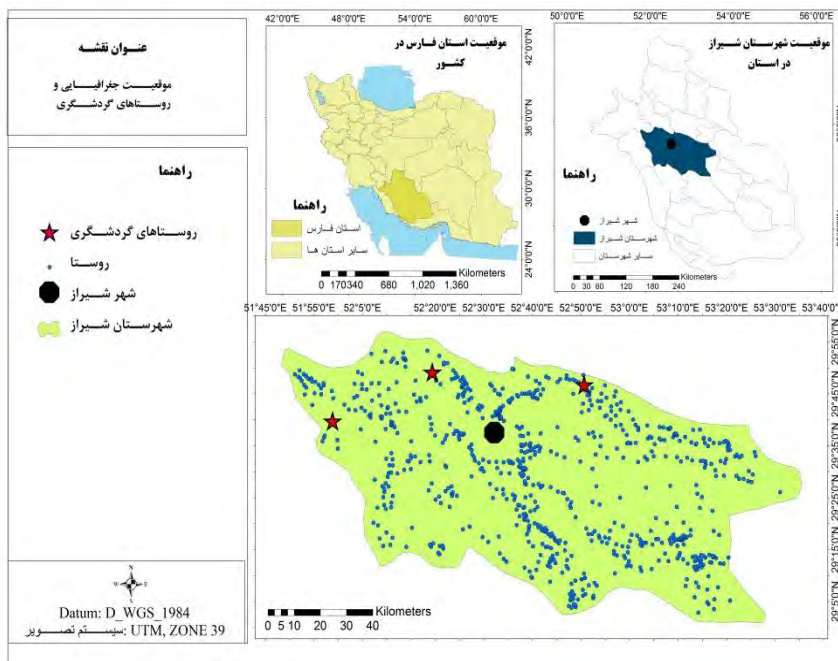 عنوان نقشه
موقعیت جغرافیایی و
روستاهای گردشگری
راهنما
روستاهای گردشگری
روستا
شهر شیراز
شهرستان شیراز
N
W E
S
Datum: D_WGS_1984
سیستم تصویر: UTM, ZONE 39
42°0'0"E 48°0'0"E 54°0'0"E 60°0'0"E
موقعیت استان فارس در
کشور
42°0'0"N
36°0'0"N
30°0'0"N
24°0'0"N
راهنما
استان فارس
سایر استان ها
Kilometers
0 170340 680 1,020 1,360
50°0'0"E 52°0'0"E 54°0'0"E 56°0'0"E
موقعیت شهرستان شیراز
در استان
راهنما
شهر شیراز
شهرستان شیراز
سایر شهرستان
Kilometers
0 30 60 120 180 240
51°45'0"E 51°55'0"E 52°5'0"E 52°20'0"E 52°30'0"E 52°40'0"E 52°50'0"E 53°0'0"E 53°10'0"E 53°20'0"E 53°30'0"E 53°40'0"E
29°55'0"N
29°45'0"N
29°35'0"N
29°25'0"N
29°15'0"N
29°5'0"N
Kilometers
0 5 10 20 30 40